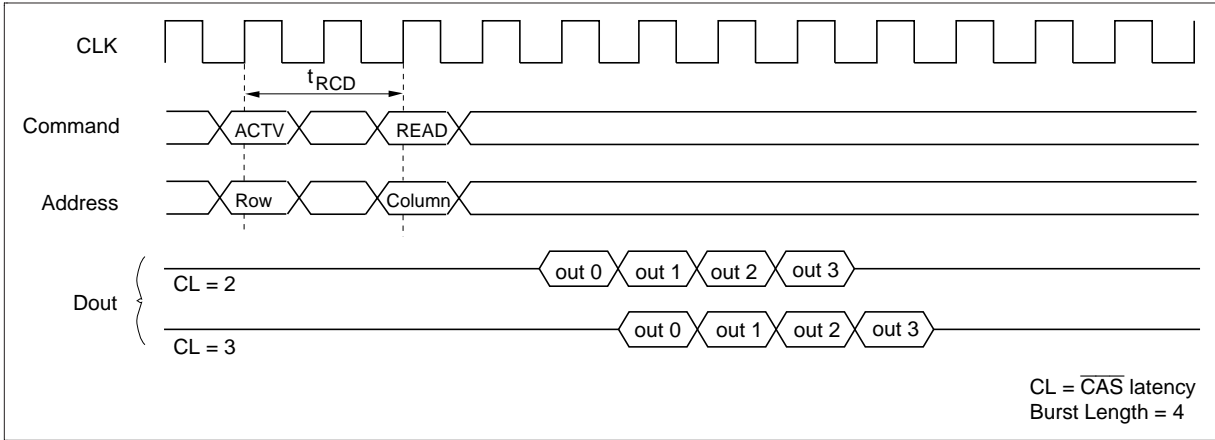 CLK
tRCD
Command ACTV READ
Address Row Column
out 0 out 1 out 2 out 3
CL = 2
Dout
out 0 out 1 out 2 out 3
CL = 3
CL = C̅A̅S̅ latency
Burst Length = 4